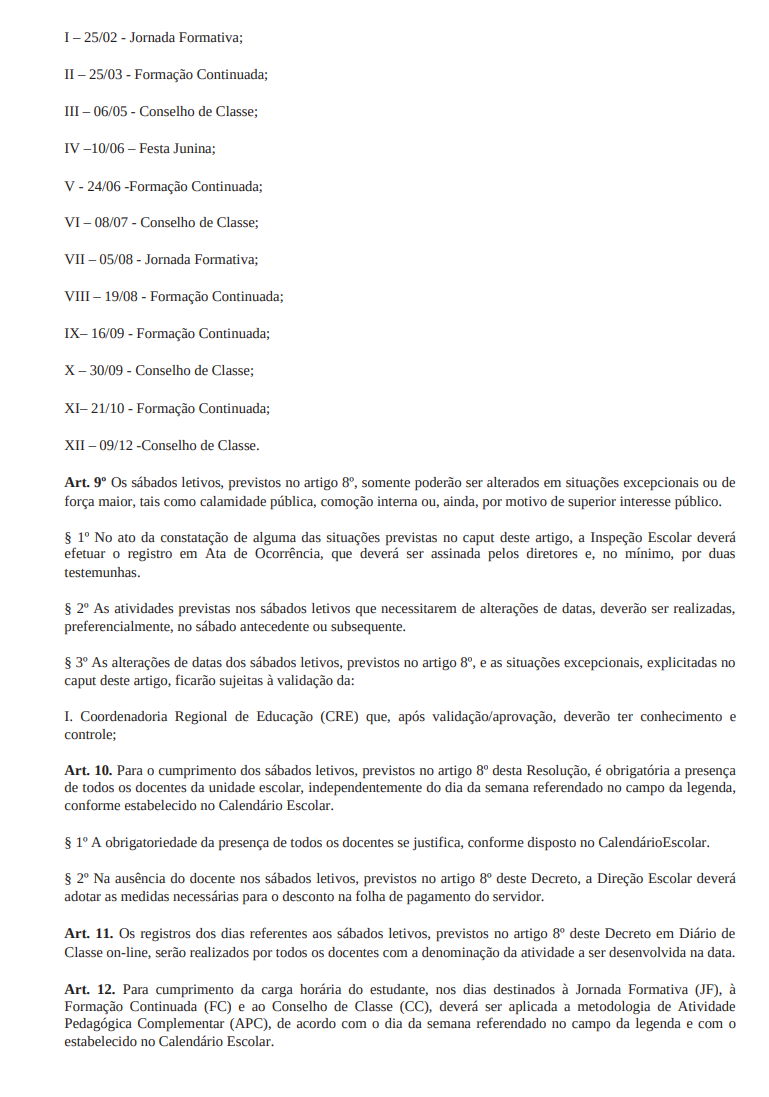 I – 25/02 - Jornada Formativa;
II – 25/03 - Formação Continuada;
III – 06/05 - Conselho de Classe;
IV –10/06 – Festa Junina;
V - 24/06 -Formação Continuada;
VI – 08/07 - Conselho de Classe;
VII – 05/08 - Jornada Formativa;
VIII – 19/08 - Formação Continuada;
IX– 16/09 - Formação Continuada;
X – 30/09 - Conselho de Classe;
XI– 21/10 - Formação Continuada;
XII – 09/12 -Conselho de Classe.
Art. 9º Os sábados letivos, previstos no artigo 8º, somente poderão ser alterados em situações excepcionais ou de
força maior, tais como calamidade pública, comoção interna ou, ainda, por motivo de superior interesse público.
§ 1º No ato da constatação de alguma das situações previstas no caput deste artigo, a Inspeção Escolar deverá
efetuar o registro em Ata de Ocorrência, que deverá ser assinada pelos diretores e, no mínimo, por duas
testemunhas.
§ 2º As atividades previstas nos sábados letivos que necessitarem de alterações de datas, deverão ser realizadas,
preferencialmente, no sábado antecedente ou subsequente.
§ 3º As alterações de datas dos sábados letivos, previstos no artigo 8º, e as situações excepcionais, explicitadas no
caput deste artigo, ficarão sujeitas à validação da:
I. Coordenadoria Regional de Educação (CRE) que, após validação/aprovação, deverão ter conhecimento e
controle;
Art. 10. Para o cumprimento dos sábados letivos, previstos no artigo 8º desta Resolução, é obrigatória a presença
de todos os docentes da unidade escolar, independentemente do dia da semana referendado no campo da legenda,
conforme estabelecido no Calendário Escolar.
§ 1º A obrigatoriedade da presença de todos os docentes se justifica, conforme disposto no CalendárioEscolar.
§ 2º Na ausência do docente nos sábados letivos, previstos no artigo 8º deste Decreto, a Direção Escolar deverá
adotar as medidas necessárias para o desconto na folha de pagamento do servidor.
Art. 11. Os registros dos dias referentes aos sábados letivos, previstos no artigo 8º deste Decreto em Diário de
Classe on-line, serão realizados por todos os docentes com a denominação da atividade a ser desenvolvida na data.
Art. 12. Para cumprimento da carga horária do estudante, nos dias destinados à Jornada Formativa (JF), à
Formação Continuada (FC) e ao Conselho de Classe (CC), deverá ser aplicada a metodologia de Atividade
Pedagógica Complementar (APC), de acordo com o dia da semana referendado no campo da legenda e com o
estabelecido no Calendário Escolar.